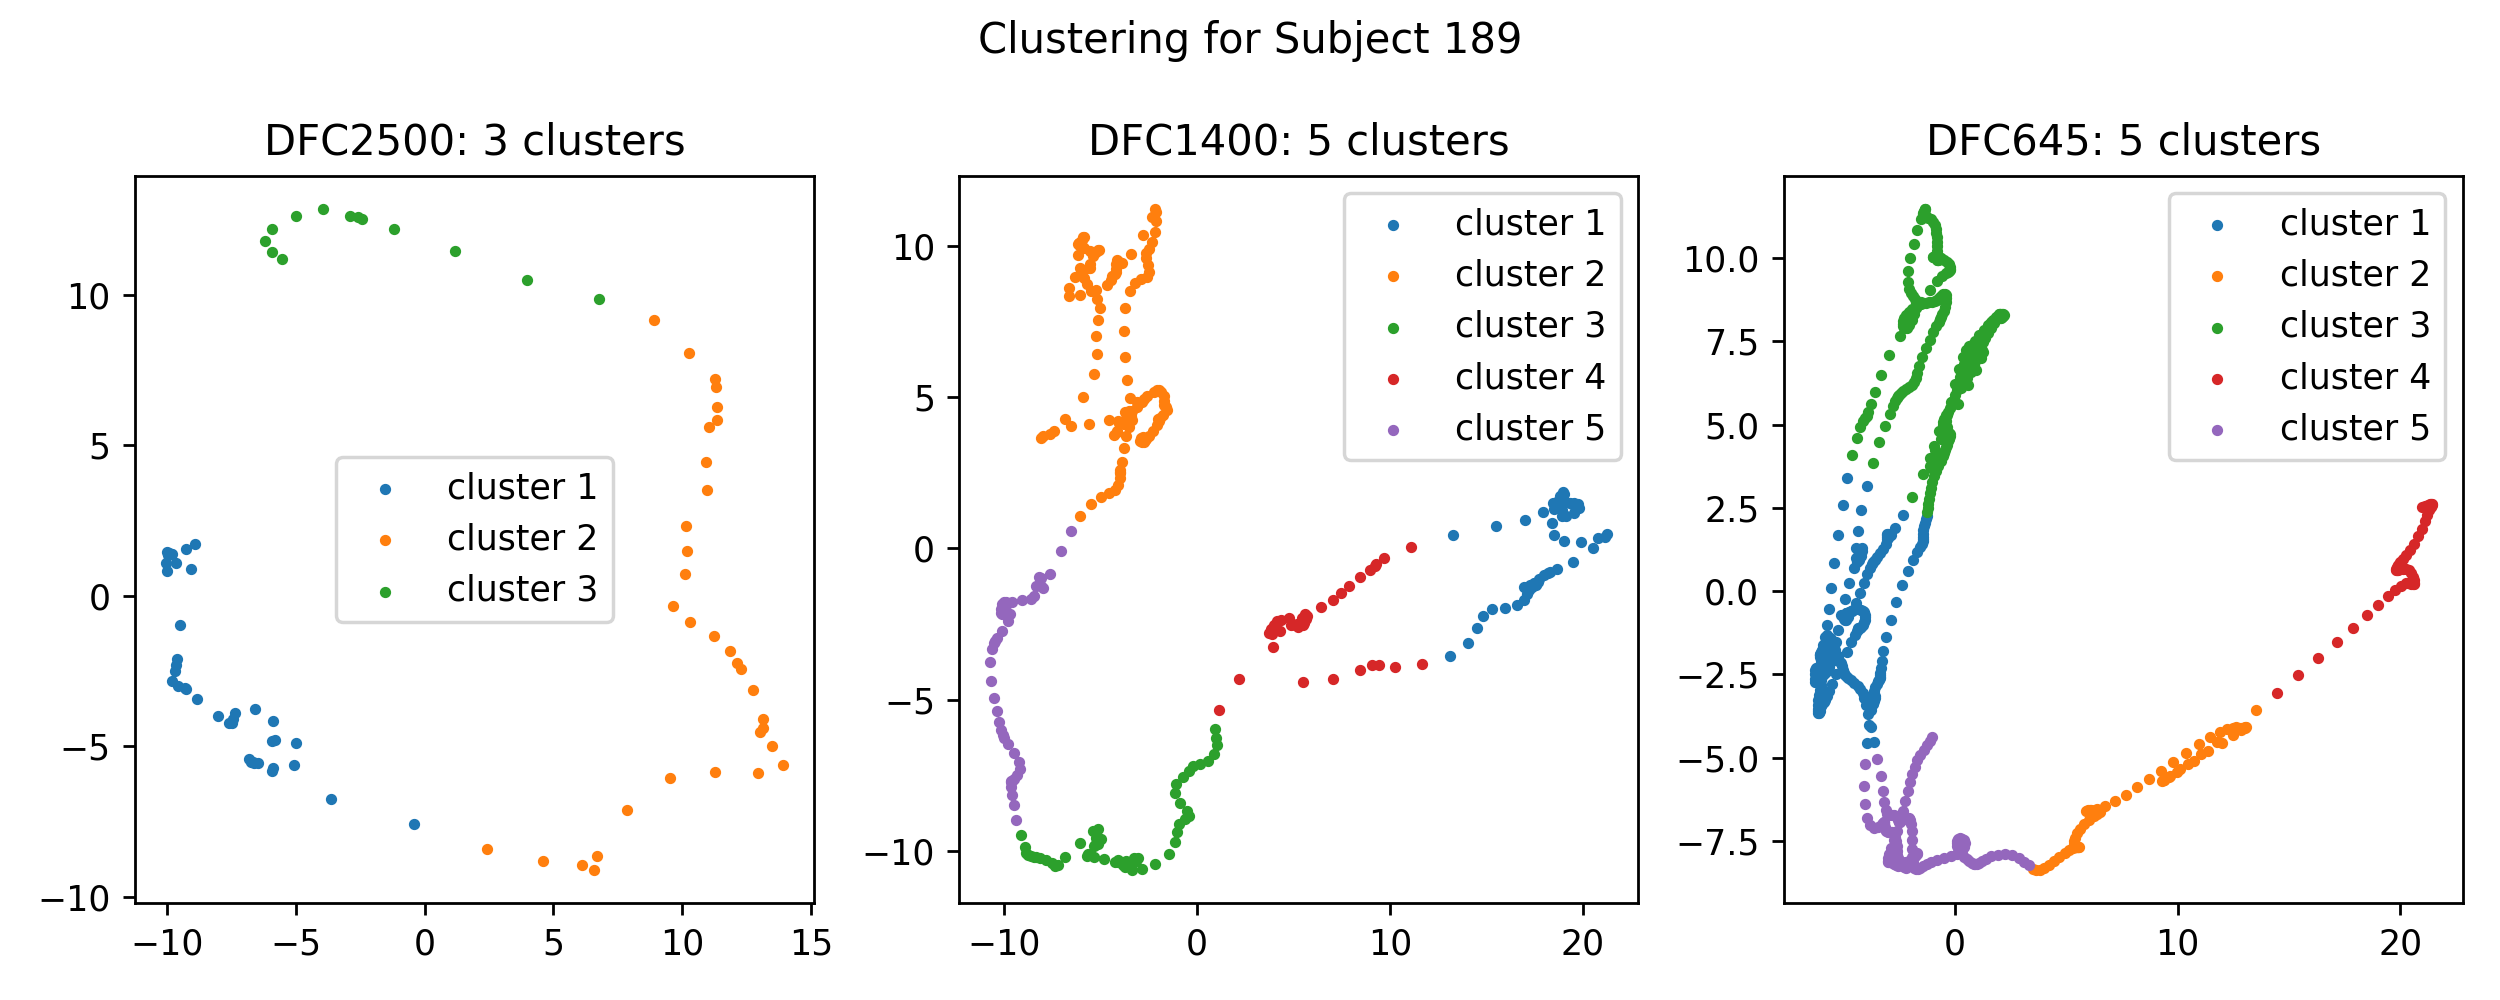 Clustering for Subject 189
DFC2500: 3 clusters
10
5
0
−5
−10
−10
−5
0
5
10
15
cluster 1
cluster 2
cluster 3
DFC1400: 5 clusters
10
5
0
−5
−10
−10
0
10
20
cluster 1
cluster 2
cluster 3
cluster 4
cluster 5
DFC645: 5 clusters
10.0
7.5
5.0
2.5
0.0
−2.5
−5.0
−7.5
0
10
20
cluster 1
cluster 2
cluster 3
cluster 4
cluster 5